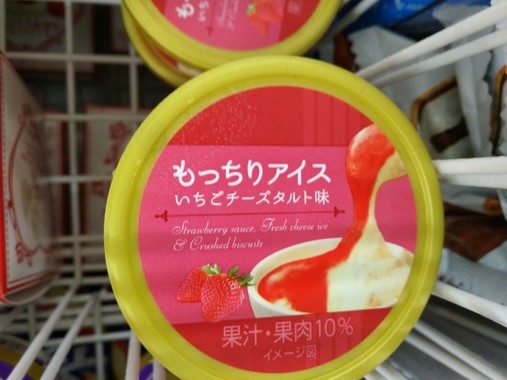 もっちりアイス
いちごチーズタルト味
Strawberry sauce, Fresh cheese ice
& Crushed biscuits
果汁・果肉10%
イメージ図